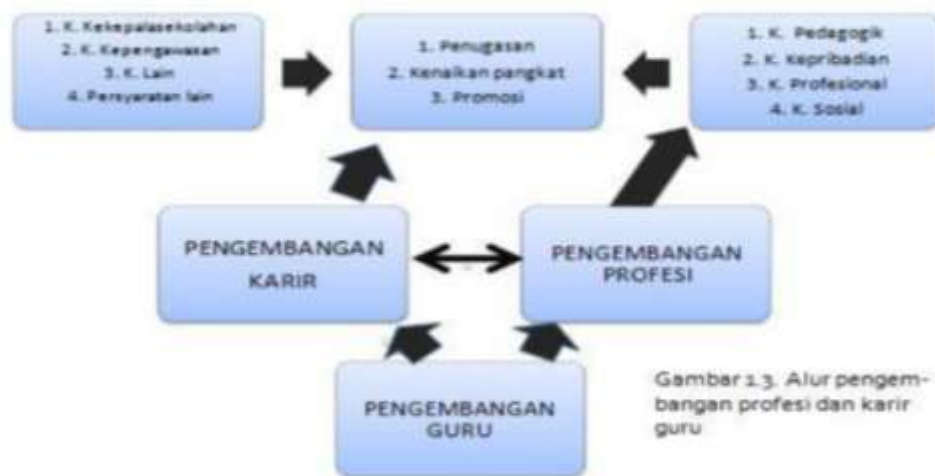 1. K. Kekepalasekolahan
2. K. Kepengawasan
3. K. Lain
4. Persyaratan lain
1. Penugasan
2. Kenaikan pangkat
3. Promosi
1. K. Pedagogik
2. K. Kepribadian
3. K. Profesional
4. K. Sosial
PENGEMBANGAN
KARIR
PENGEMBANGAN
PROFESI
PENGEMBANGAN
GURU
Gambar 1.3. Alur pengem-
bangan profesi dan karir
guru